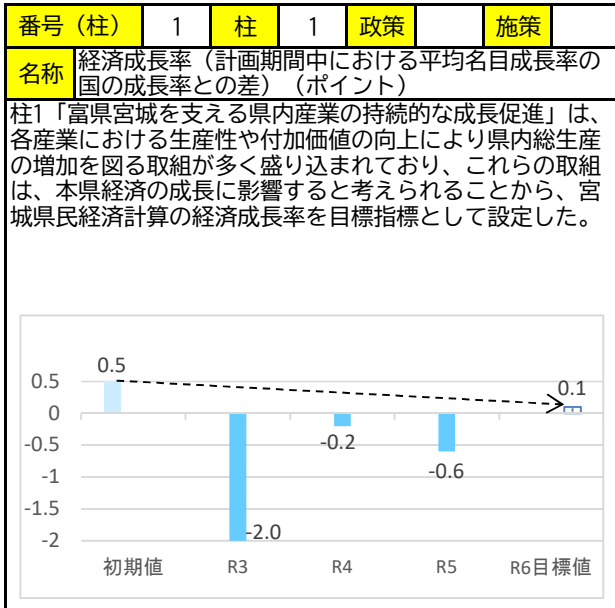 番号（柱） 1 柱 1 政策 施策
名称 経済成長率（計画期間中における平均名目成長率の
国の成長率との差）（ポイント）
柱1「富県宮城を支える県内産業の持続的な成長促進」は、
各産業における生産性や付加価値の向上により県内総生産
の増加を図る取組が多く盛り込まれており、これらの取組
は、本県経済の成長に影響すると考えられることから、宮
城県民経済計算の経済成長率を目標指標として設定した。
0.5
0.1
-0.2
-0.6
-2.0
0.5
0
-0.5
-1
-1.5
-2
初期値 R3 R4 R5 R6目標値